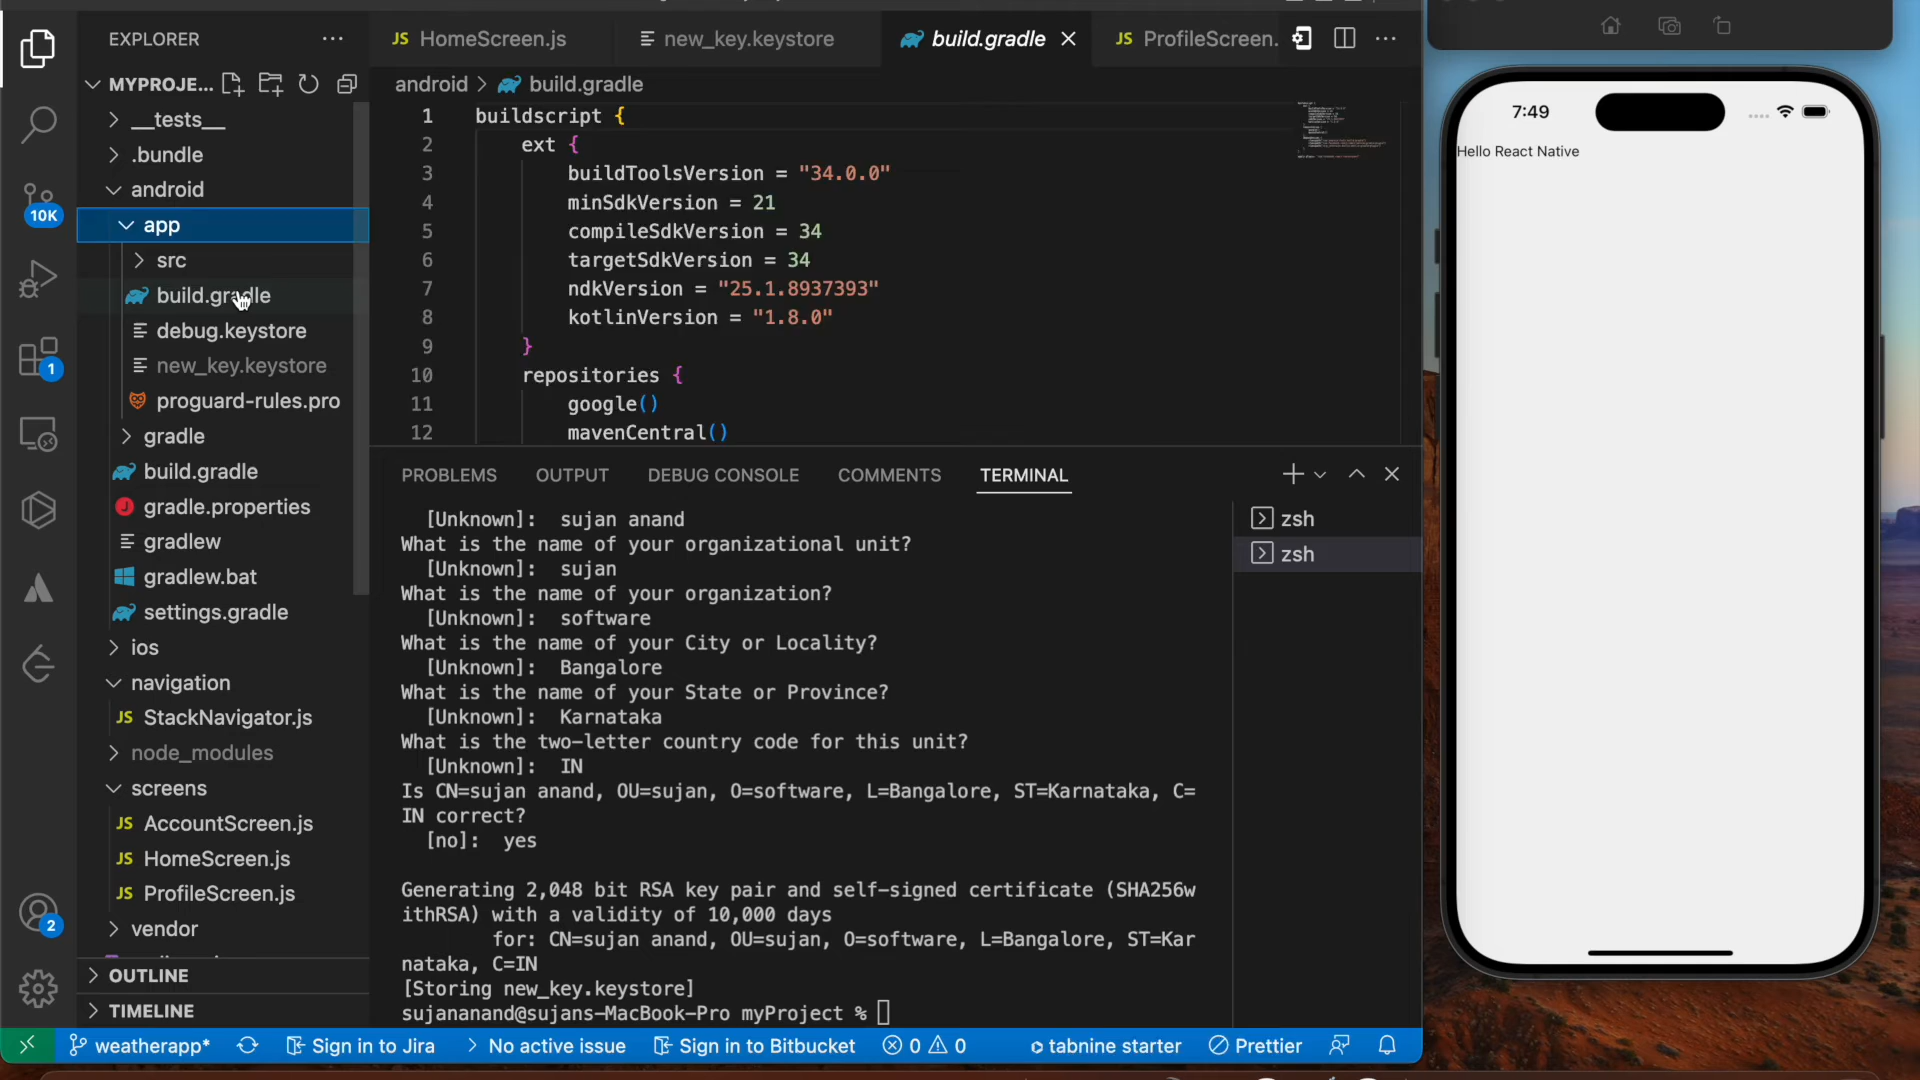 EXPLORER
MYPROJE...
__tests__
.bundle
android
app
src
build.gradle
debug.keystore
new_key.keystore
proguard-rules.pro
gradle
build.gradle
gradle.properties
gradlew
gradlew.bat
settings.gradle
ios
navigation
JS StackNavigator.js
node_modules
screens
JS AccountScreen.js
JS HomeScreen.js
JS ProfileScreen.js
vendor
OUTLINE
TIMELINE
10K
1
2
JS HomeScreen.js
new_key.keystore
build.gradle
JS ProfileScreen.
android > build.gradle
1 buildscript {
2 ext {
3 buildToolsVersion = "34.0.0"
4 minSdkVersion = 21
5 compileSdkVersion = 34
6 targetSdkVersion = 34
7 ndkVersion = "25.1.8937393"
8 kotlinVersion = "1.8.0"
9 }
10 repositories {
11 google()
12 mavenCentral()
PROBLEMS OUTPUT DEBUG CONSOLE COMMENTS TERMINAL
[Unknown]: sujan anand
What is the name of your organizational unit?
[Unknown]: sujan
What is the name of your organization?
[Unknown]: software
What is the name of your City or Locality?
[Unknown]: Bangalore
What is the name of your State or Province?
[Unknown]: Karnataka
What is the two-letter country code for this unit?
[Unknown]: IN
Is CN=sujan anand, OU=sujan, O=software, L=Bangalore, ST=Karnataka, C=
IN correct?
[no]: yes
Generating 2,048 bit RSA key pair and self-signed certificate (SHA256w
ithRSA) with a validity of 10,000 days
for: CN=sujan anand, OU=sujan, O=software, L=Bangalore, ST=Kar
nataka, C=IN
[Storing new_key.keystore]
sujananand@sujans-MacBook-Pro myProject %
zsh
zsh
weatherapp* Sign in to Jira No active issue Sign in to Bitbucket 0 0 tabnine starter Prettier
7:49
Hello React Native